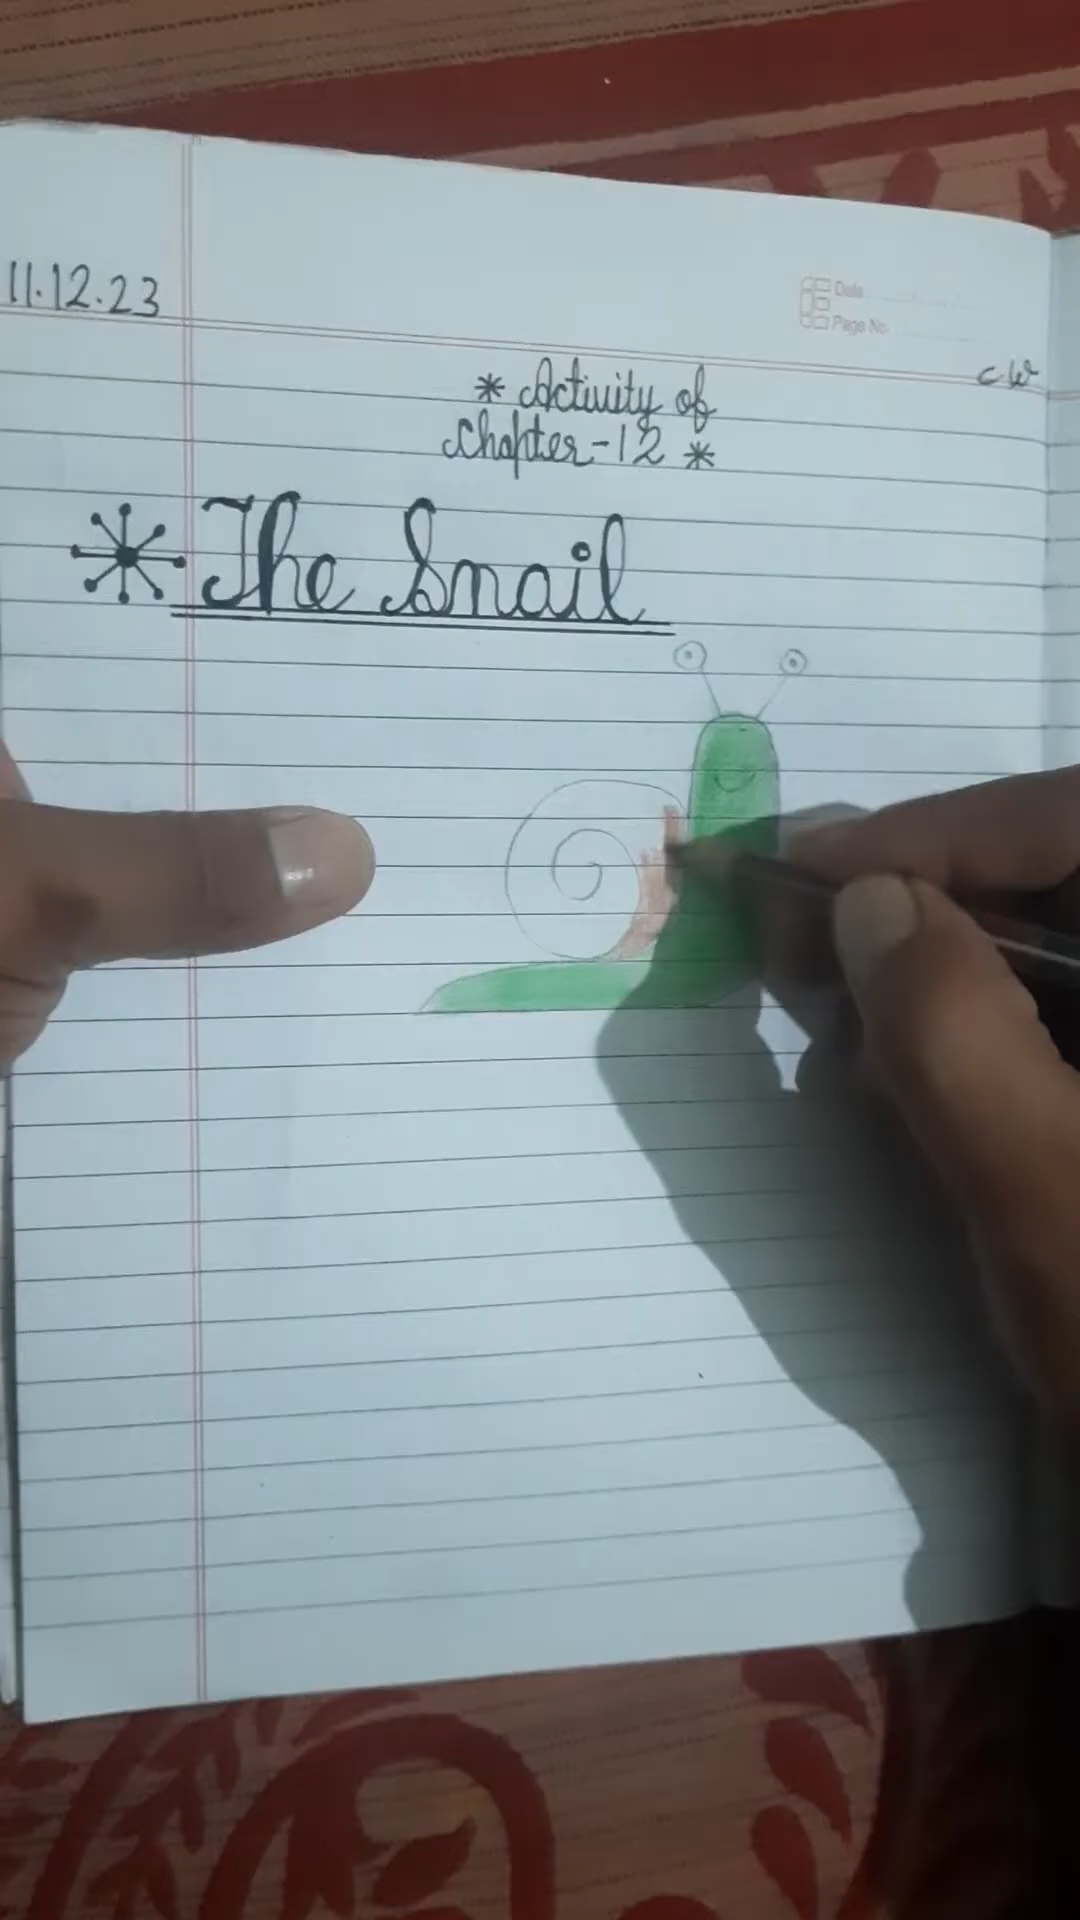 11.12.23
Date
Page No.
C.W
* Activity of
Chapter-12 *
* The Snail